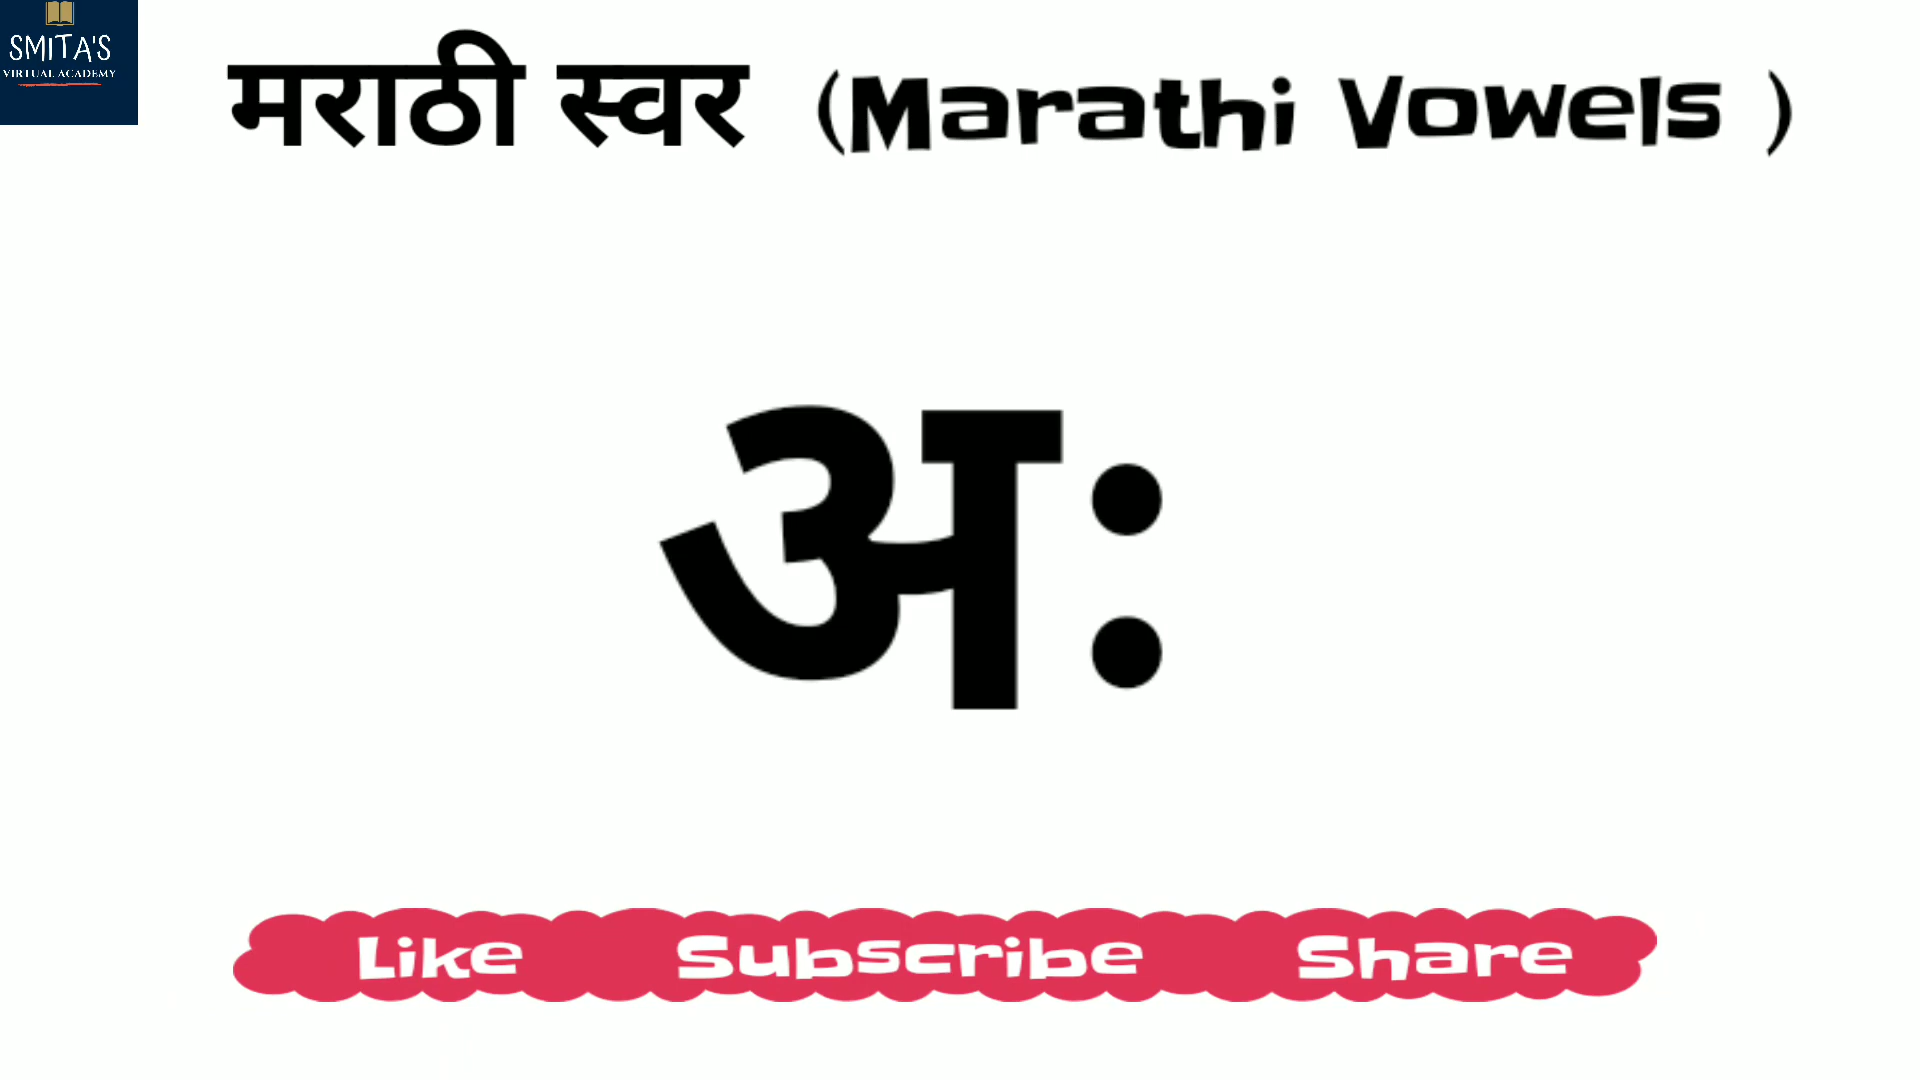 SMITA'S
VIRTUAL ACADEMY
मराठी स्वर (Marathi Vowels )
अः
Like Subscribe Share